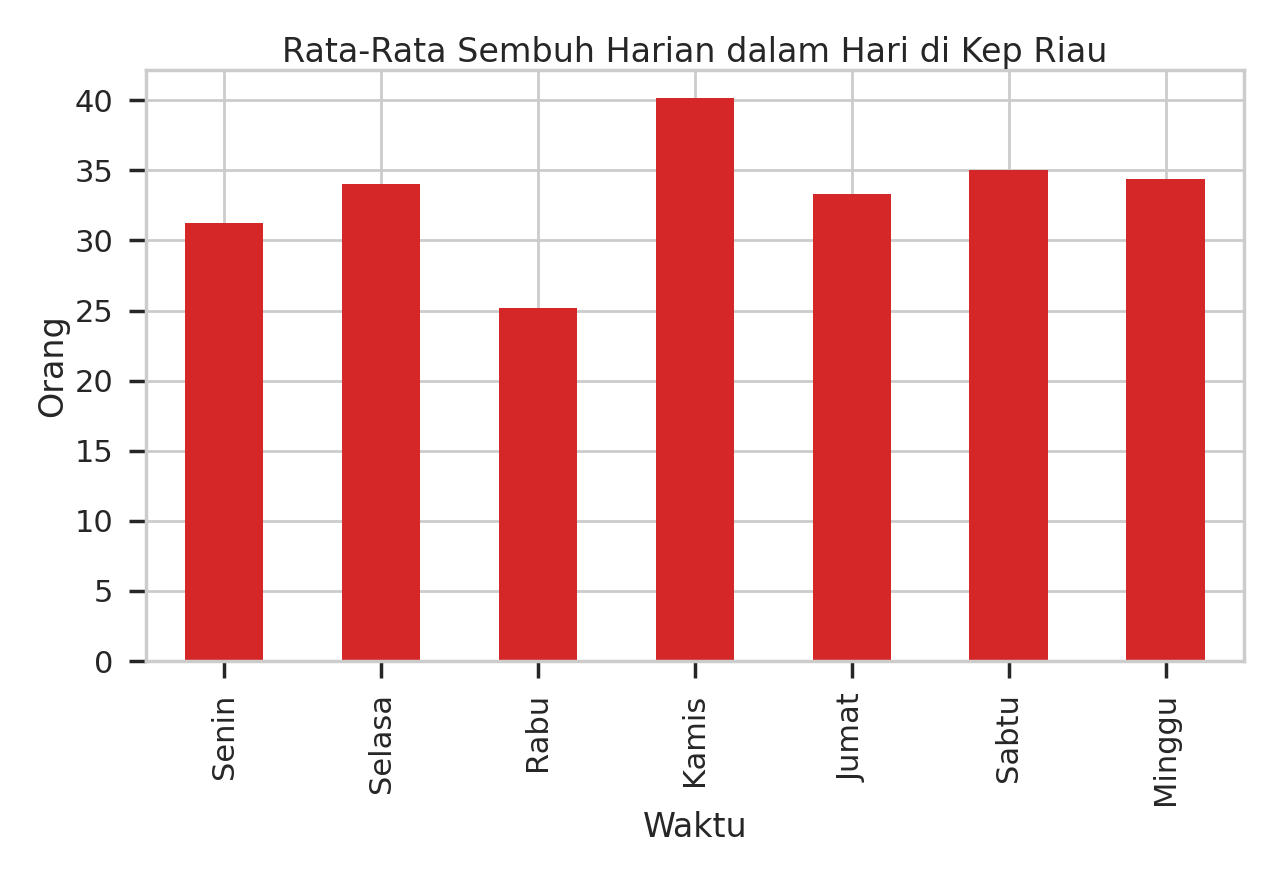 Rata-Rata Sembuh Harian dalam Hari di Kep Riau
Orang
40
35
30
25
20
15
10
5
0
Senin
Selasa
Rabu
Kamis
Jumat
Sabtu
Minggu
Waktu